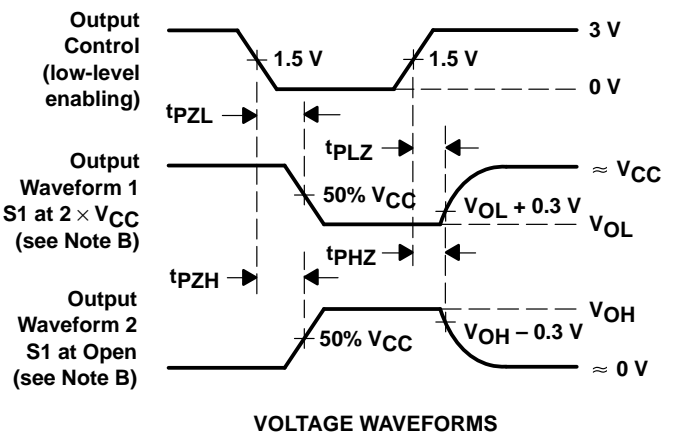 Output
Control
(low-level
enabling)
1.5 V
1.5 V
3 V
0 V
tPZL
tPLZ
Output
Waveform 1
S1 at 2 × VCC
(see Note B)
50% VCC
VOL + 0.3 V
≈ VCC
VOL
tPZH
tPHZ
Output
Waveform 2
S1 at Open
(see Note B)
50% VCC
VOH − 0.3 V
VOH
≈ 0 V
VOLTAGE WAVEFORMS